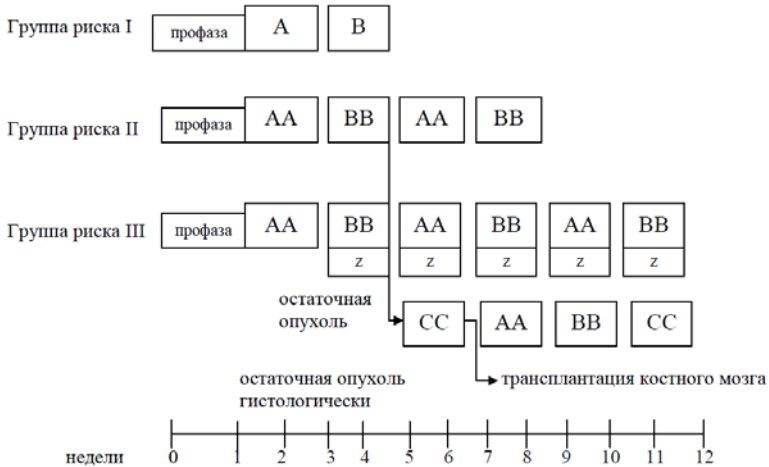 Группа риска I
профаза A B
Группа риска II
профаза AA BB AA BB
Группа риска III
профаза AA BB AA BB AA BB
z z z z z
остаточная
опухоль
CC AA BB CC
остаточная опухоль
гистологически
трансплантация костного мозга
недели 0 1 2 3 4 5 6 7 8 9 10 11 12